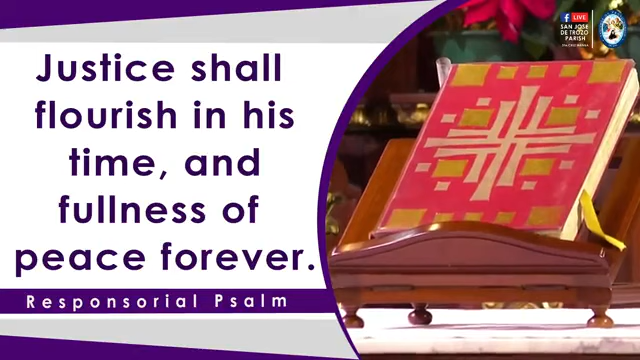 Justice shall
flourish in his
time, and
fullness of
peace forever.
Responsorial Psalm
LIVE
SAN JOSE
DE TROZO
PARISH